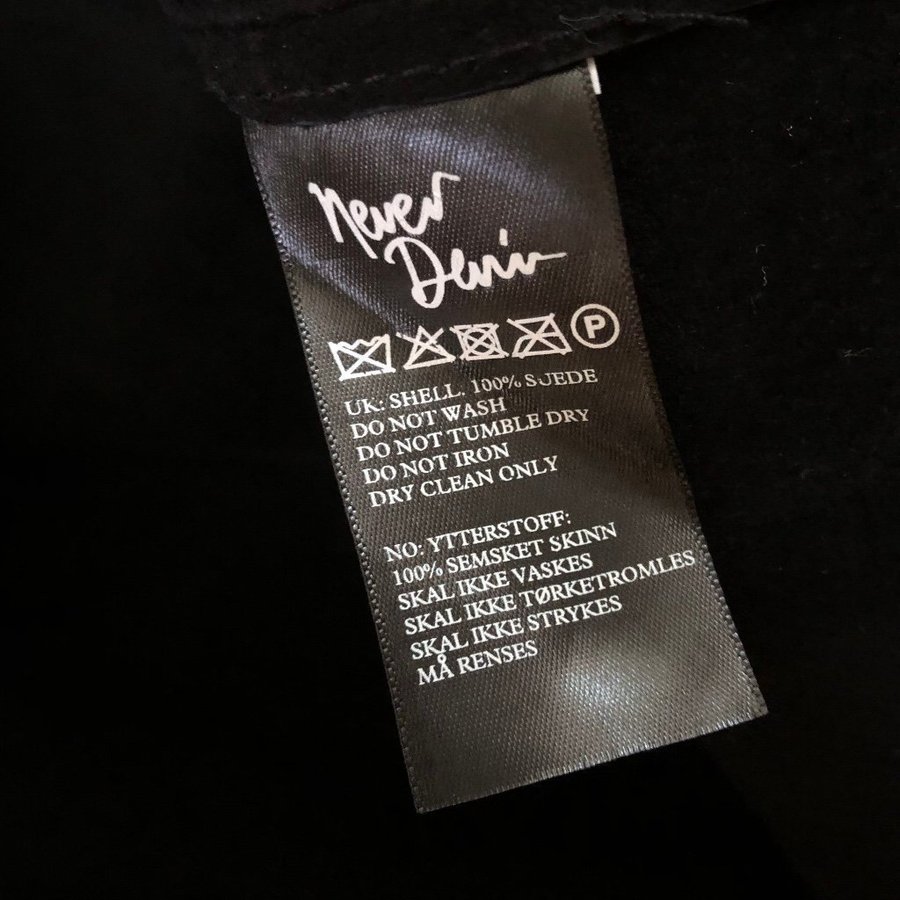 Never
Denim
P
UK: SHELL. 100% SUEDE
DO NOT WASH
DO NOT TUMBLE DRY
DO NOT IRON
DRY CLEAN ONLY
NO: YTTERSTOFF:
100% SEMSKET SKINN
SKAL IKKE VASKES
SKAL IKKE TØRKETROMLES
SKAL IKKE STRYKES
MÅ RENSES